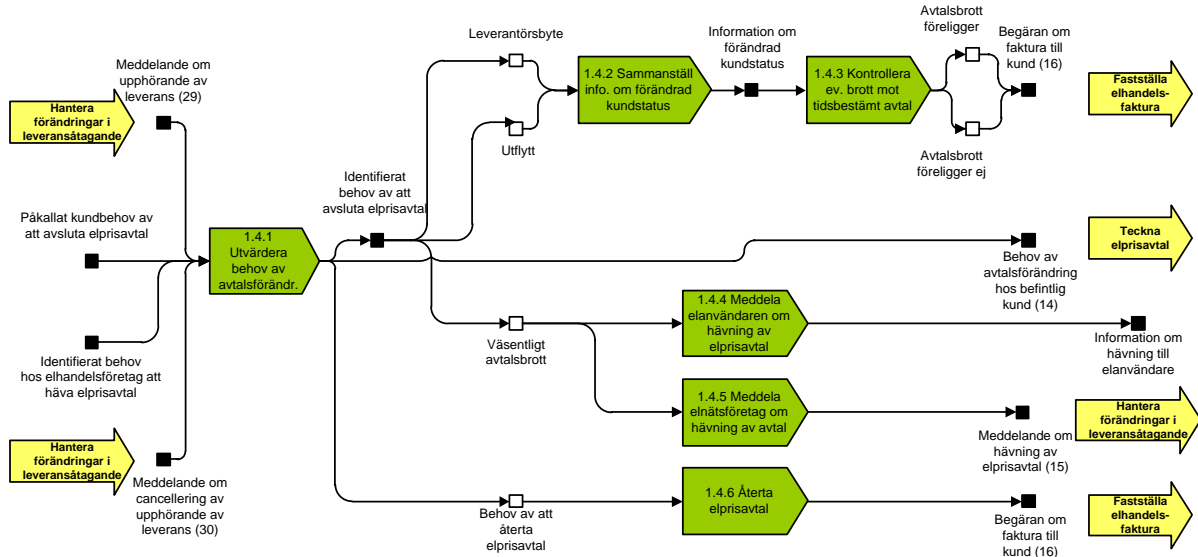 Meddelande om
upphörande av
leverans (29)
Hantera
förändringar i
leveransåtagande
Leverantörsbyte
Utflytt
1.4.2 Sammanställ
info. om förändrad
kundstatus
Information om
förändrad
kundstatus
1.4.3 Kontrollera
ev. brott mot
tidsbestämt avtal
Avtalsbrott
föreligger
Avtalsbrott
föreligger ej
Begäran om
faktura till
kund (16)
Fastställa
elhandels-
faktura
Påkallat kundbehov av
att avsluta elprisavtal
1.4.1
Utvärdera
behov av
avtalsförändr.
Identifierat
behov av att
avsluta elprisavtal
Behov av
avtalsförändring
hos befintlig
kund (14)
Teckna
elprisavtal
Identifierat behov
hos elhandelsföretag att
häva elprisavtal
Väsentligt
avtalsbrott
1.4.4 Meddela
elanvändaren om
hävning av
elprisavtal
Information om
hävning till
elanvändare
1.4.5 Meddela
elnätsföretag om
hävning av avtal
Meddelande om
hävning av
elprisavtal (15)
Hantera
förändringar i
leveransåtagande
Hantera
förändringar i
leveransåtagande
Meddelande om
cancellering av
upphörande av
leverans (30)
Behov av att
återta
elprisavtal
1.4.6 Återta
elprisavtal
Begäran om
faktura till
kund (16)
Fastställa
elhandels-
faktura